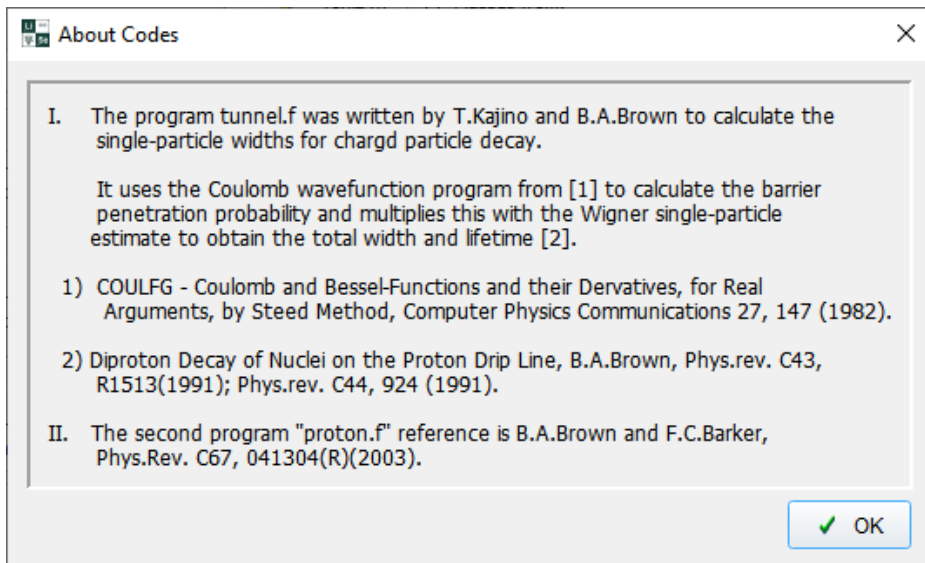 About Codes
I. The program tunnel.f was written by T.Kajino and B.A.Brown to calculate the
single-particle widths for chargd particle decay.
It uses the Coulomb wavefunction program from [1] to calculate the barrier
penetration probability and multiplies this with the Wigner single-particle
estimate to obtain the total width and lifetime [2].
1) COULFG - Coulomb and Bessel-Functions and their Dervatives, for Real
Arguments, by Steed Method, Computer Physics Communications 27, 147 (1982).
2) Diproton Decay of Nuclei on the Proton Drip Line, B.A.Brown, Phys.rev. C43,
R1513(1991); Phys.rev. C44, 924 (1991).
II. The second program "proton.f" reference is B.A.Brown and F.C.Barker,
Phys.Rev. C67, 041304(R)(2003).
OK